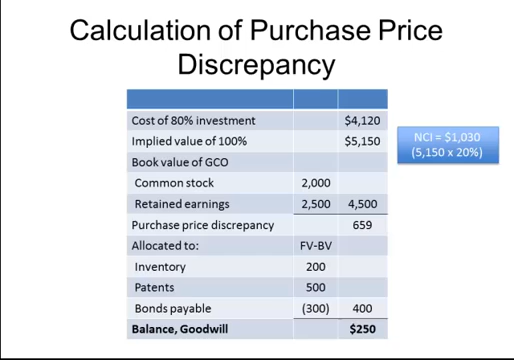 Calculation of Purchase Price
Discrepancy
Cost of 80% investment $4,120
Implied value of 100% $5,150
Book value of GCO
Common stock 2,000
Retained earnings 2,500 4,500
Purchase price discrepancy 659
Allocated to: FV-BV
Inventory 200
Patents 500
Bonds payable (300) 400
Balance, Goodwill $250
NCI = $1,030
(5,150 x 20%)